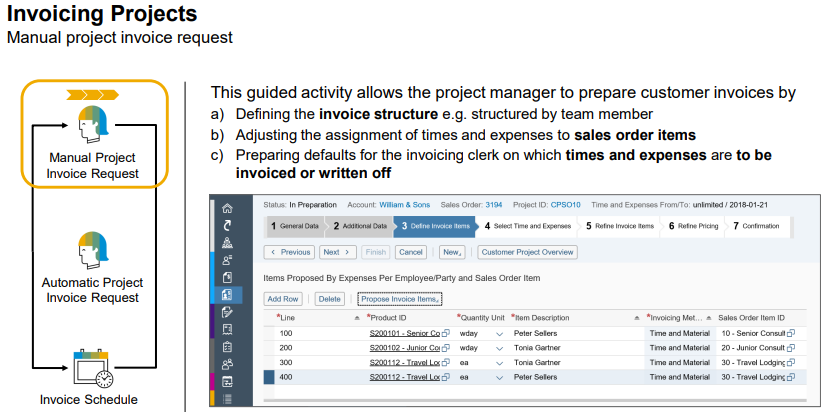 Invoicing Projects
Manual project invoice request
Manual Project
Invoice Request
Automatic Project
Invoice Request
Invoice Schedule
This guided activity allows the project manager to prepare customer invoices by
a) Defining the invoice structure e.g. structured by team member
b) Adjusting the assignment of times and expenses to sales order items
c) Preparing defaults for the invoicing clerk on which times and expenses are to be
invoiced or written off
Status: In Preparation Account: William & Sons Sales Order: 3194 Project ID: CPSO10 Time and Expenses From/To: unlimited / 2018-01-21
1 General Data 2 Additional Data 3 Define Invoice Items 4 Select Time and Expenses 5 Refine Invoice Items 6 Refine Pricing 7 Confirmation
< Previous Next > Finish Cancel New Customer Project Overview
Items Proposed By Expenses Per Employee/Party and Sales Order Item
Add Row Delete Propose Invoice Items
*Line *Product ID *Quantity Unit *Item Description *Invoicing Met... Sales Order Item ID
100 S200101 - Senior Co wday Peter Sellers Time and Material 10 - Senior Consult
200 S200102 - Junior Co wday Tonia Gartner Time and Material 20 - Junior Consult
300 S200112 - Travel Lo ea Tonia Gartner Time and Material 30 - Travel Lodging
400 S200112 - Travel Lo ea Peter Sellers Time and Material 30 - Travel Lodging